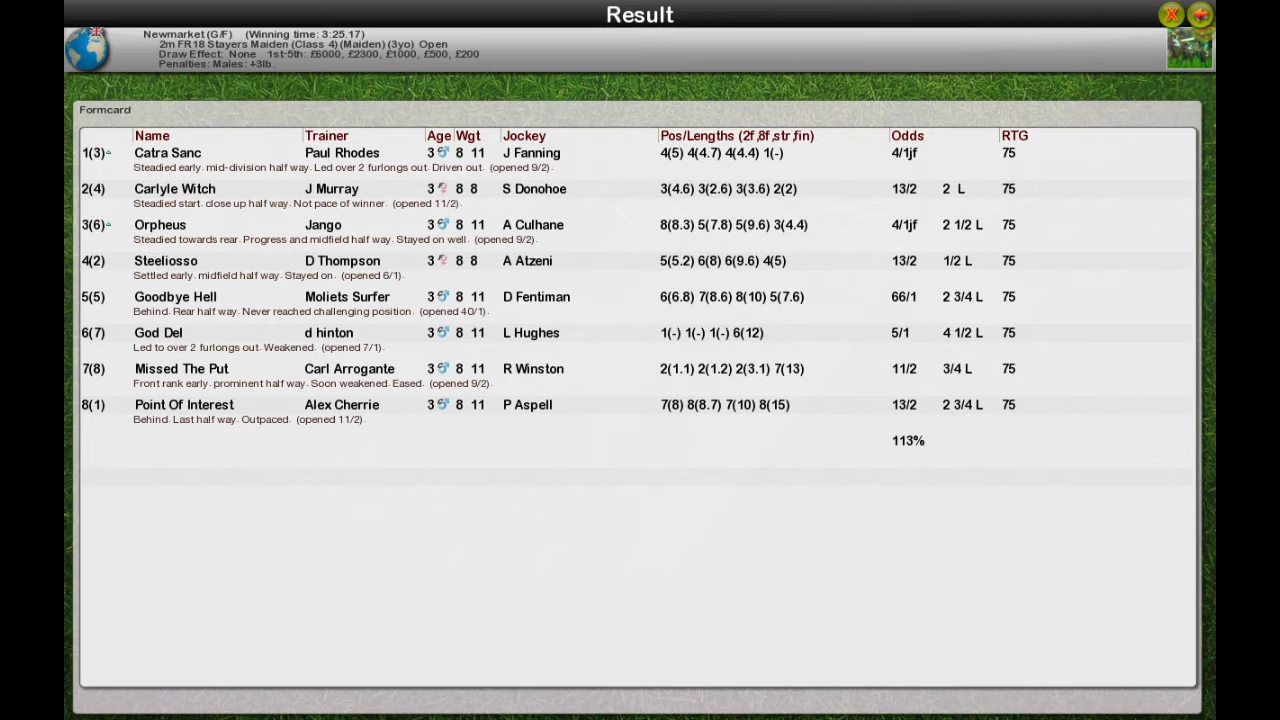 Result
X
Newmarket (G/F) (Winning time: 3:25.17)
2m FR18 Stayers Maiden (Class 4) (Maiden) (3yo) Open
Draw Effect: None 1st-5th: £6000, £2300, £1000, £500, £200
Penalties: Males: +3lb.
Formcard
Name Trainer Age Wgt Jockey Pos/Lengths (2f,8f,str,fin) Odds RTG
1(3) Catra Sanc Paul Rhodes 3 8 11 J Fanning 4(5) 4(4.7) 4(4.4) 1(-) 4/1jf 75
Steadied early. mid-division half way. Led over 2 furlongs out. Driven out. (opened 9/2).
2(4) Carlyle Witch J Murray 3 8 8 S Donohoe 3(4.6) 3(2.6) 3(3.6) 2(2) 13/2 2 L 75
Steadied start. close up half way. Not pace of winner. (opened 11/2).
3(6) Orpheus Jango 3 8 11 A Culhane 8(8.3) 5(7.8) 5(9.6) 3(4.4) 4/1jf 2 1/2 L 75
Steadied towards rear. Progress and midfield half way. Stayed on well. (opened 9/2).
4(2) Steeliosso D Thompson 3 8 8 A Atzeni 5(5.2) 6(8) 6(9.6) 4(5) 13/2 1/2 L 75
Settled early. midfield half way. Stayed on. (opened 6/1).
5(5) Goodbye Hell Moliets Surfer 3 8 11 D Fentiman 6(6.8) 7(8.6) 8(10) 5(7.6) 66/1 2 3/4 L 75
Behind. Rear half way. Never reached challenging position. (opened 40/1).
6(7) God Del d hinton 3 8 11 L Hughes 1(-) 1(-) 1(-) 6(12) 5/1 4 1/2 L 75
Led to over 2 furlongs out. Weakened. (opened 7/1).
7(8) Missed The Put Carl Arrogante 3 8 11 R Winston 2(1.1) 2(1.2) 2(3.1) 7(13) 11/2 3/4 L 75
Front rank early. prominent half way. Soon weakened. Eased. (opened 9/2).
8(1) Point Of Interest Alex Cherrie 3 8 11 P Aspell 7(8) 8(8.7) 7(10) 8(15) 13/2 2 3/4 L 75
Behind. Last half way. Outpaced. (opened 11/2).
113%